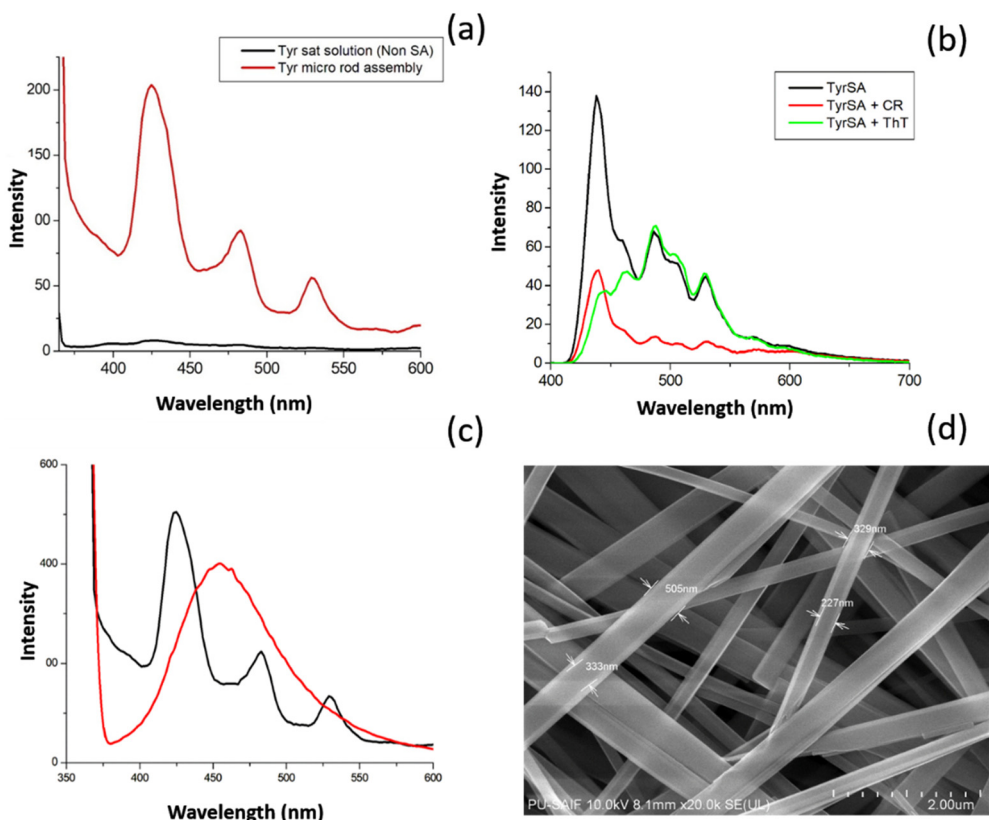 (a)
Tyr sat solution (Non SA)
Tyr micro rod assembly
200
150
00
50
0
Intensity
400
450
500
550
600
Wavelength (nm)
(b)
TyrSA
TyrSA + CR
TyrSA + ThT
140
120
100
80
60
40
20
0
Intensity
400
500
600
700
Wavelength (nm)
(c)
600
400
00
0
Intensity
350
400
450
500
550
600
Wavelength (nm)
(d)
329nm
505nm
227nm
333nm
PU-SAIF 10.0kV 8.1mm x20.0k SE(UL)
2.00um